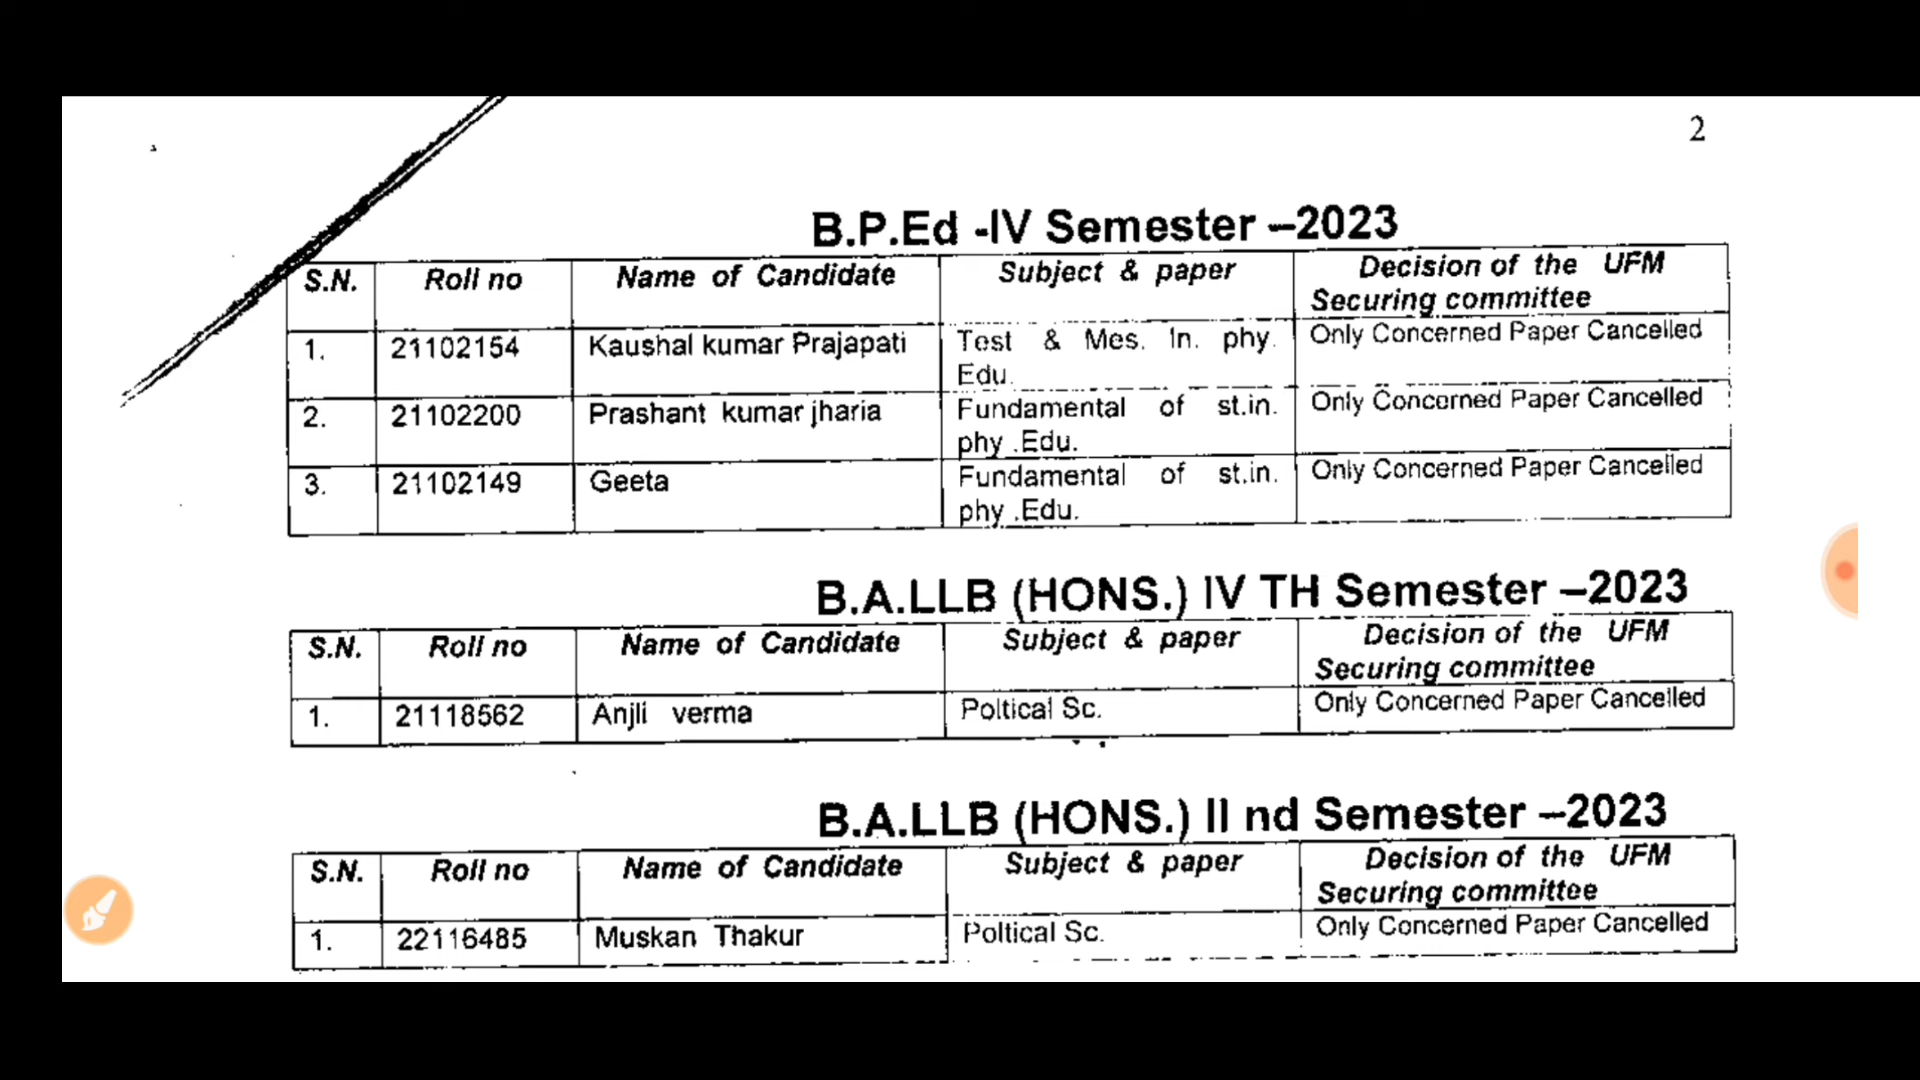 2
B.P.Ed -IV Semester –2023
S.N. Roll no Name of Candidate Subject & paper Decision of the UFM
Securing committee
1. 21102154 Kaushal kumar Prajapati Test & Mes. In. phy. Only Concerned Paper Cancelled
Edu.
2. 21102200 Prashant kumar jharia Fundamental of st.in. Only Concerned Paper Cancelled
phy .Edu.
3. 21102149 Geeta Fundamental of st.in. Only Concerned Paper Cancelled
phy .Edu.
B.A.LLB (HONS.) IV TH Semester –2023
S.N. Roll no Name of Candidate Subject & paper Decision of the UFM
Securing committee
1. 21118562 Anjli verma Poltical Sc. Only Concerned Paper Cancelled
B.A.LLB (HONS.) II nd Semester –2023
S.N. Roll no Name of Candidate Subject & paper Decision of the UFM
Securing committee
1. 22116485 Muskan Thakur Poltical Sc. Only Concerned Paper Cancelled